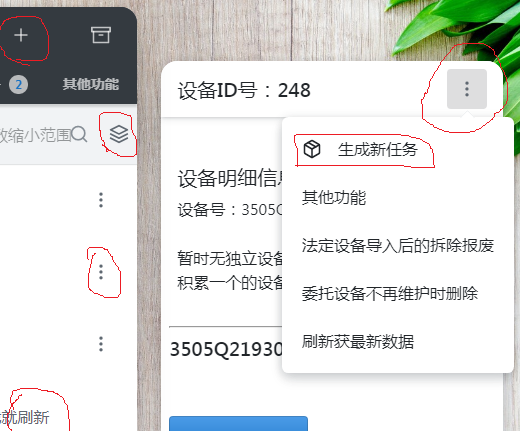 2
其他功能
收缩小范围
就刷新
设备ID号：248
生成新任务
其他功能
法定设备导入后的拆除报废
委托设备不再维护时删除
刷新获最新数据
设备明细信息
设备号：3505Q
暂时无独立设备
积累一个的设备
3505Q21930